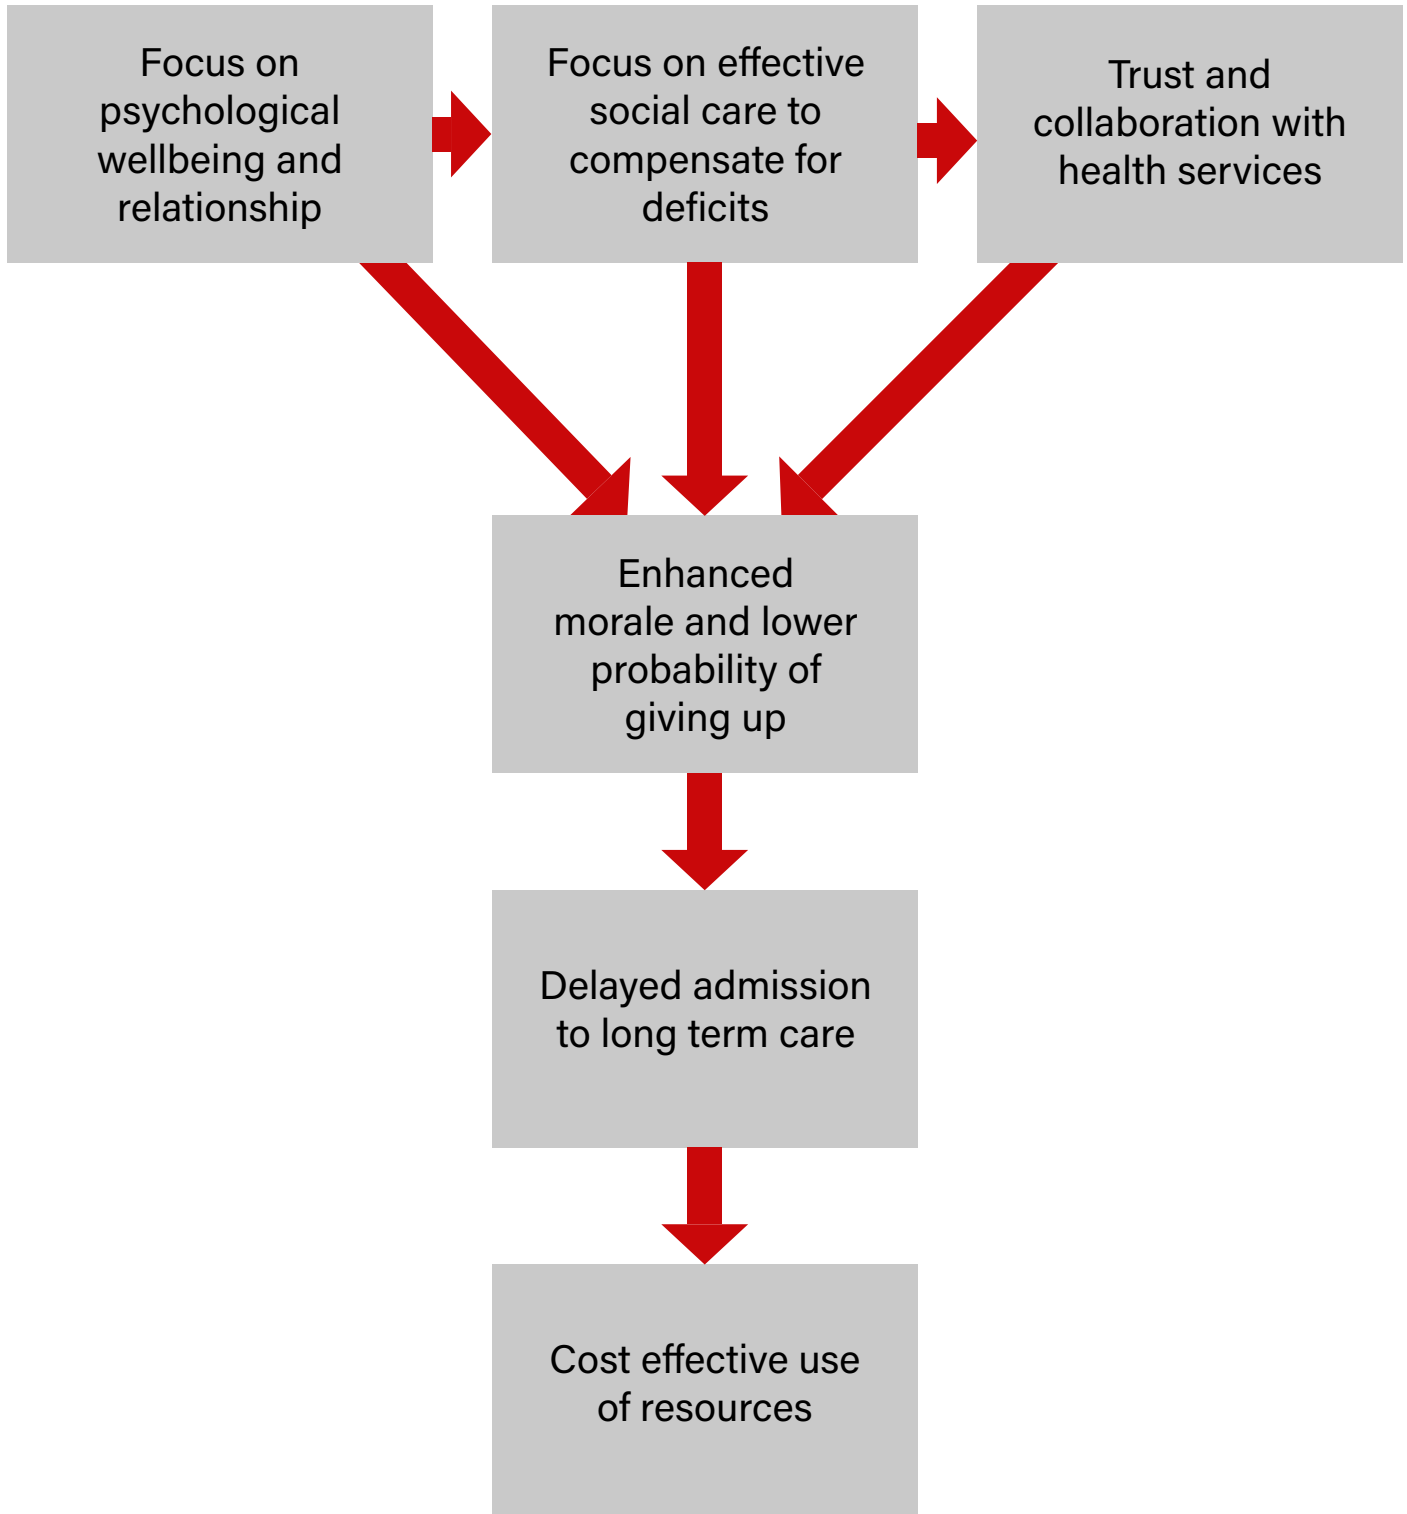 Focus on
psychological
wellbeing and
relationship
Focus on effective
social care to
compensate for
deficits
Trust and
collaboration with
health services
Enhanced
morale and lower
probability of
giving up
Delayed admission
to long term care
Cost effective use
of resources